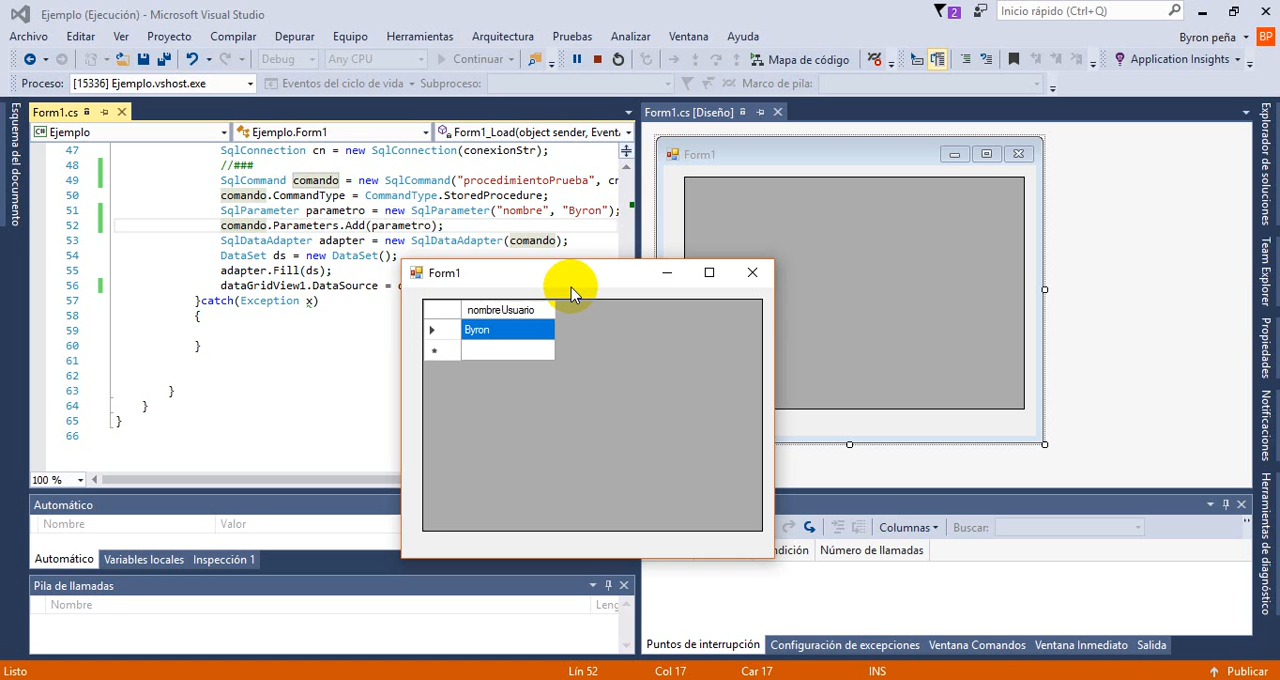 Ejemplo (Ejecución) - Microsoft Visual Studio
2
Inicio rápido (Ctrl+Q)
Archivo Editar Ver Proyecto Compilar Depurar Equipo Herramientas Arquitectura Pruebas Analizar Ventana Ayuda
Byron peña
BP
Debug Any CPU Continuar Mapa de código Application Insights
Proceso: [15336] Ejemplo.vshost.exe Eventos del ciclo de vida Subproceso: Marco de pila:
Esquema del documento
Form1.cs
Ejemplo Ejemplo.Form1 Form1_Load(object sender, Event
47 SqlConnection cn = new SqlConnection(conexionStr);
48 //###
49 SqlCommand comando = new SqlCommand("procedimientoPrueba", cn
50 comando.CommandType = CommandType.StoredProcedure;
51 SqlParameter parametro = new SqlParameter("nombre", "Byron");
52 comando.Parameters.Add(parametro);
53 SqlDataAdapter adapter = new SqlDataAdapter(comando);
54 DataSet ds = new DataSet();
55 adapter.Fill(ds);
56 dataGridView1.DataSource =
57 }catch(Exception x)
58 {
59
60 }
61
62
63 }
64 }
65 }
66
100 %
Form1.cs [Diseño]
Form1
Form1
nombreUsuario
Byron
*
Automático
Nombre Valor
Automático Variables locales Inspección 1
Pila de llamadas
Nombre Leng
Columnas Buscar:
Número de llamadas
Puntos de interrupción Configuración de excepciones Ventana Comandos Ventana Inmediato Salida
Explorador de soluciones
Team Explorer
Propiedades
Notificaciones
Herramientas de diagnóstico
Listo Lín 52 Col 17 Car 17 INS Publicar